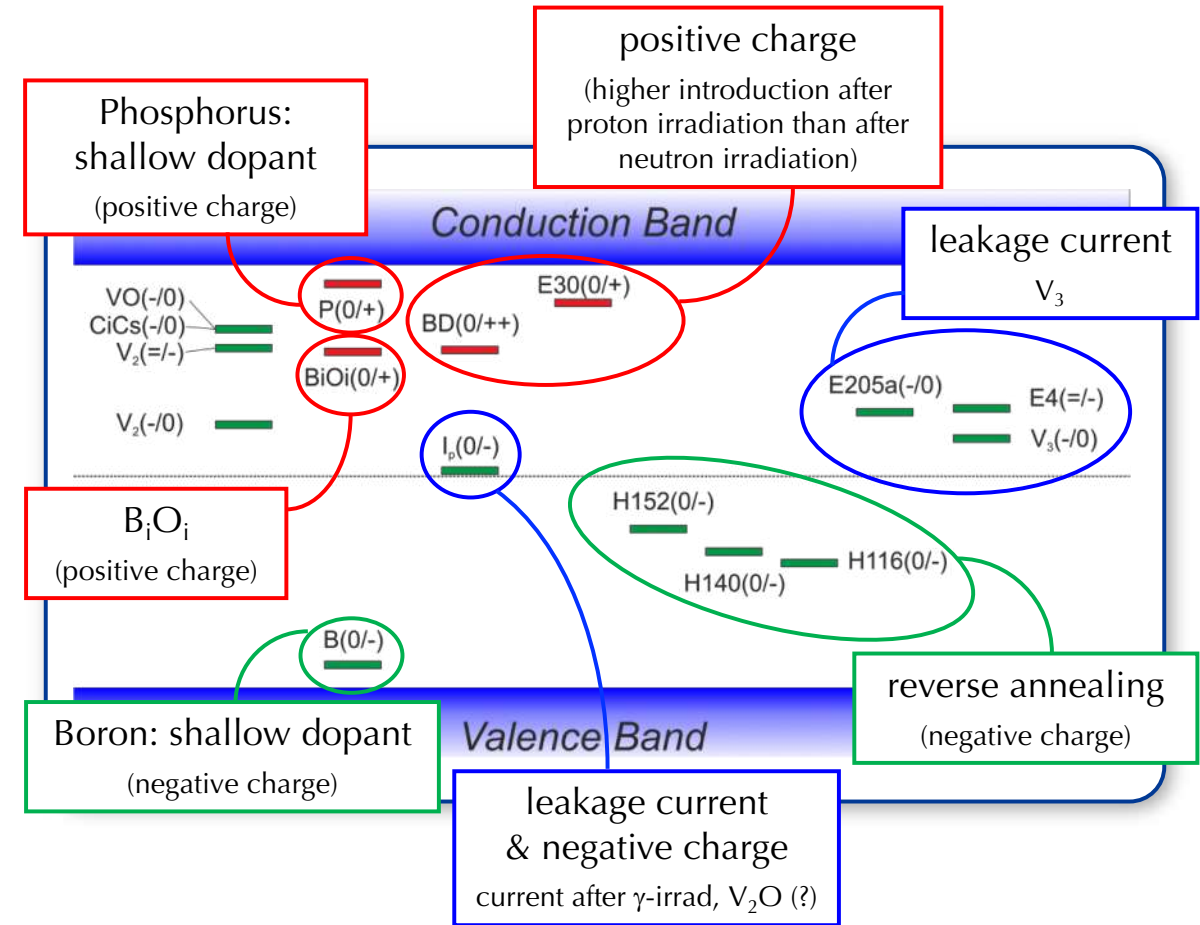 positive charge
(higher introduction after
proton irradiation than after
neutron irradiation)
Phosphorus:
shallow dopant
(positive charge)
Conduction Band
leakage current
V₃
VO(-/0)
CiCs(-/0)
V₂(=/-)
V₂(-/0)
P(0/+)
BiOi(0/+)
BD(0/++)
E30(0/+)
E205a(-/0)
E4(=/-)
V₃(-/0)
Iₚ(0/-)
H152(0/-)
H140(0/-)
H116(0/-)
BᵢOᵢ
(positive charge)
B(0/-)
reverse annealing
(negative charge)
Boron: shallow dopant
(negative charge)
Valence Band
leakage current
& negative charge
current after γ-irrad, V₂O (?)